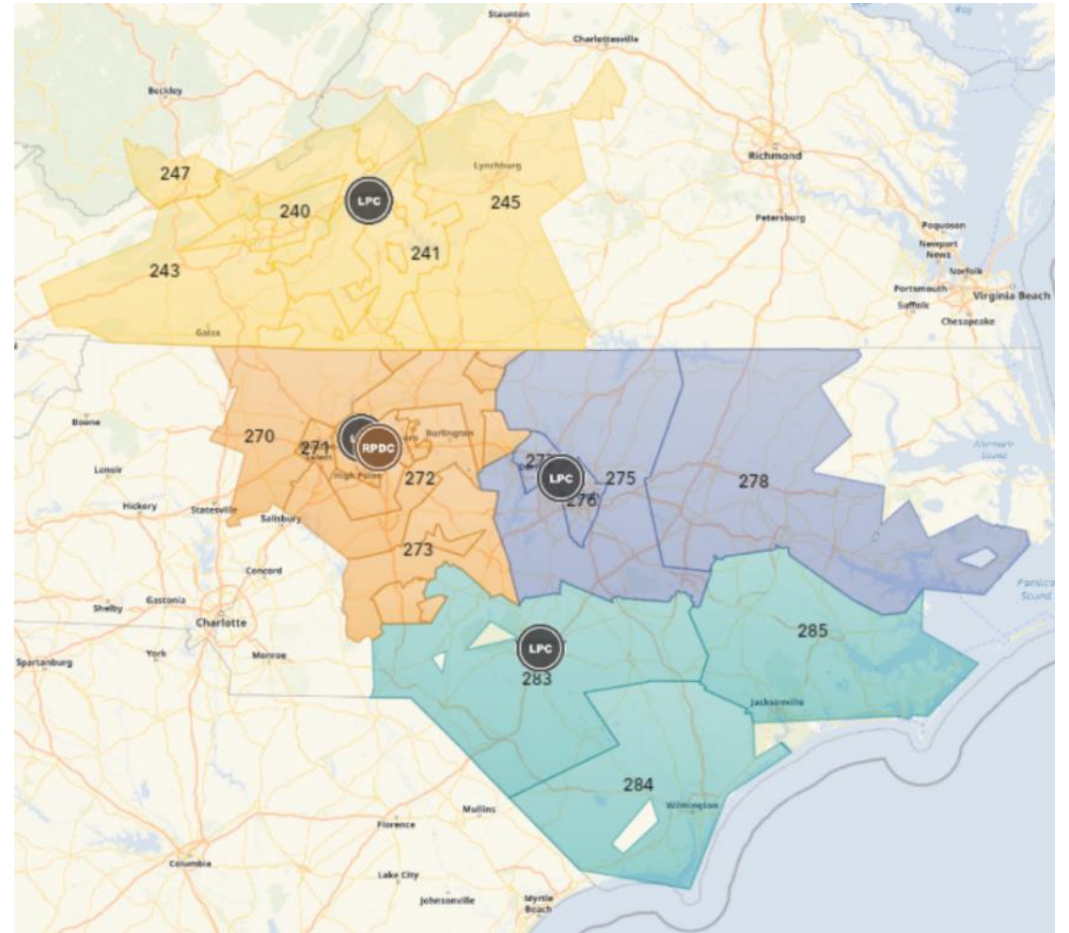 Staunton
Charlottesville
Beckley
Richmond
247
Lynchburg
LPC
240
245
Petersburg
Poquoson
Newport
News
241
243
Norfolk
Portsmouth
Virginia Beach
Suffolk
Chesapeake
Galax
Boone
270
271
RPDC
Burlington
Lenoir
High Point
272
LPC
275
276
278
Hickory
Statesville
Salisbury
273
Concord
Shelby
Gastonia
Charlotte
Pamlico
Sound
Spartanburg
York
Monroe
LPC
283
285
Jacksonville
284
Wilmington
Mullins
Florence
Columbia
Lake City
Johnsonville
Myrtle
Beach